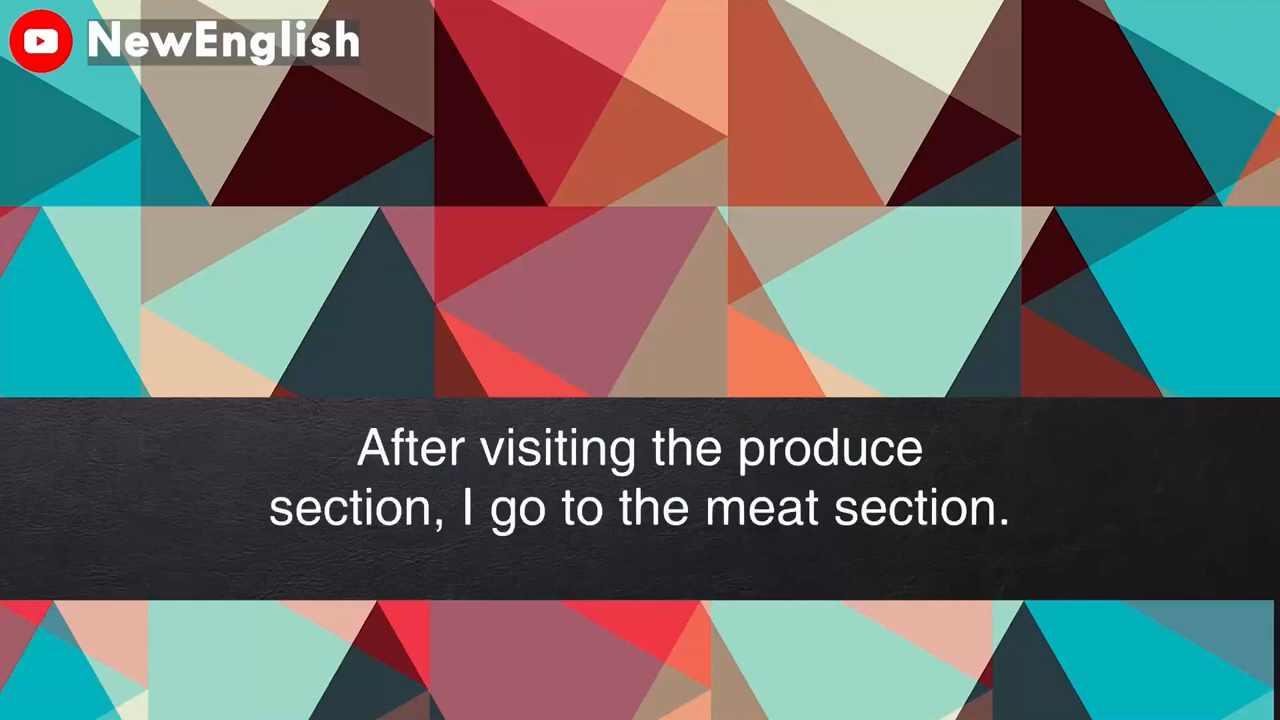 NewEnglish
After visiting the produce
section, I go to the meat section.